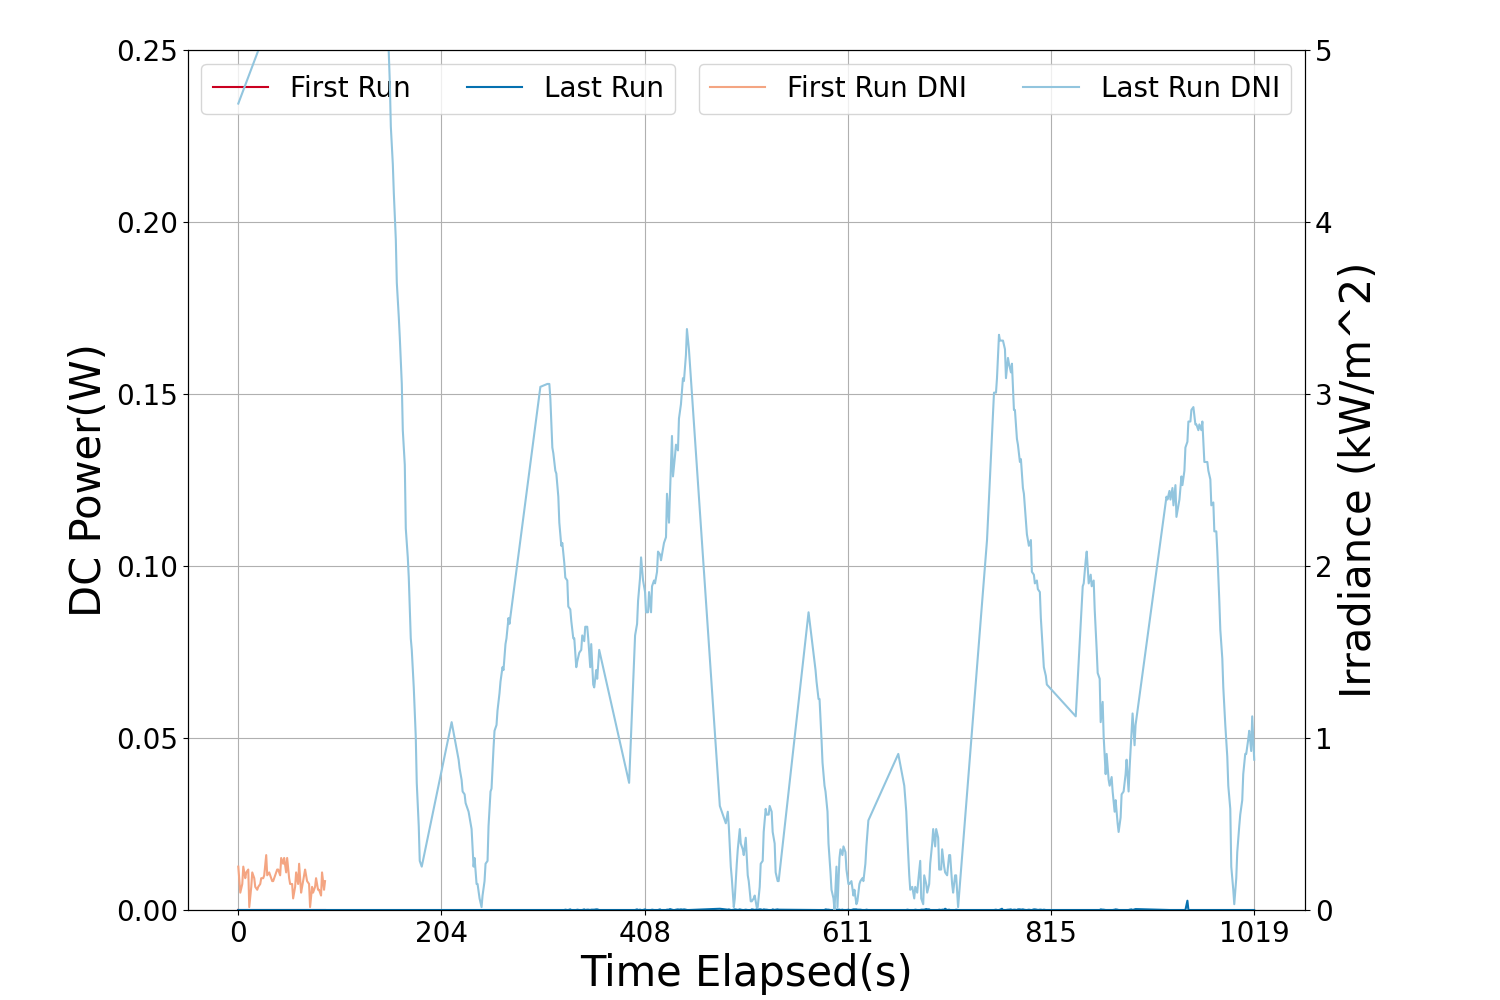 First Run
Last Run
First Run DNI
Last Run DNI
DC Power(W)
0.25
0.20
0.15
0.10
0.05
0.00
5
4
3
2
1
0
Irradiance (kW/m^2)
0 204 408 611 815 1019
Time Elapsed(s)